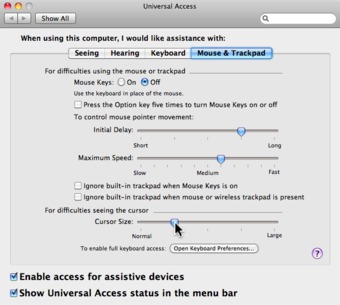 Universal Access
Show All
When using this computer, I would like assistance with:
Seeing Hearing Keyboard Mouse & Trackpad
For difficulties using the mouse or trackpad
Mouse Keys: On Off
Use the keyboard in place of the mouse.
Press the Option key five times to turn Mouse Keys on or off
To control mouse pointer movement:
Initial Delay:
Short Long
Maximum Speed:
Slow Medium Fast
Ignore built-in trackpad when Mouse Keys is on
Ignore built-in trackpad when mouse or wireless trackpad is present
For difficulties seeing the cursor
Cursor Size:
Normal Large
To enable full keyboard access: Open Keyboard Preferences...
?
Enable access for assistive devices
Show Universal Access status in the menu bar